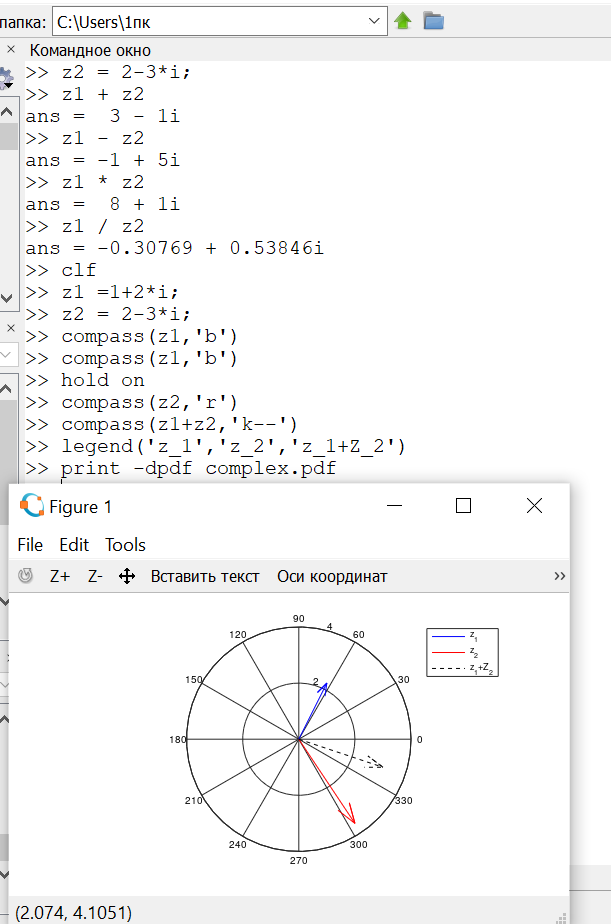 папка: C:\Users\1пк
Командное окно
>> z2 = 2-3*i;
>> z1 + z2
ans =  3 - 1i
>> z1 - z2
ans = -1 + 5i
>> z1 * z2
ans =  8 + 1i
>> z1 / z2
ans = -0.30769 + 0.53846i
>> clf
>> z1 =1+2*i;
>> z2 = 2-3*i;
>> compass(z1,'b')
>> compass(z1,'b')
>> hold on
>> compass(z2,'r')
>> compass(z1+z2,'k--')
>> legend('z_1','z_2','z_1+Z_2')
>> print -dpdf complex.pdf
Figure 1
File Edit Tools
Z+ Z- Вставить текст Оси координат »
90
4
120
60
z1
z2
z1+Z2
150
2
30
180
0
210
330
240
300
270
(2.074, 4.1051)